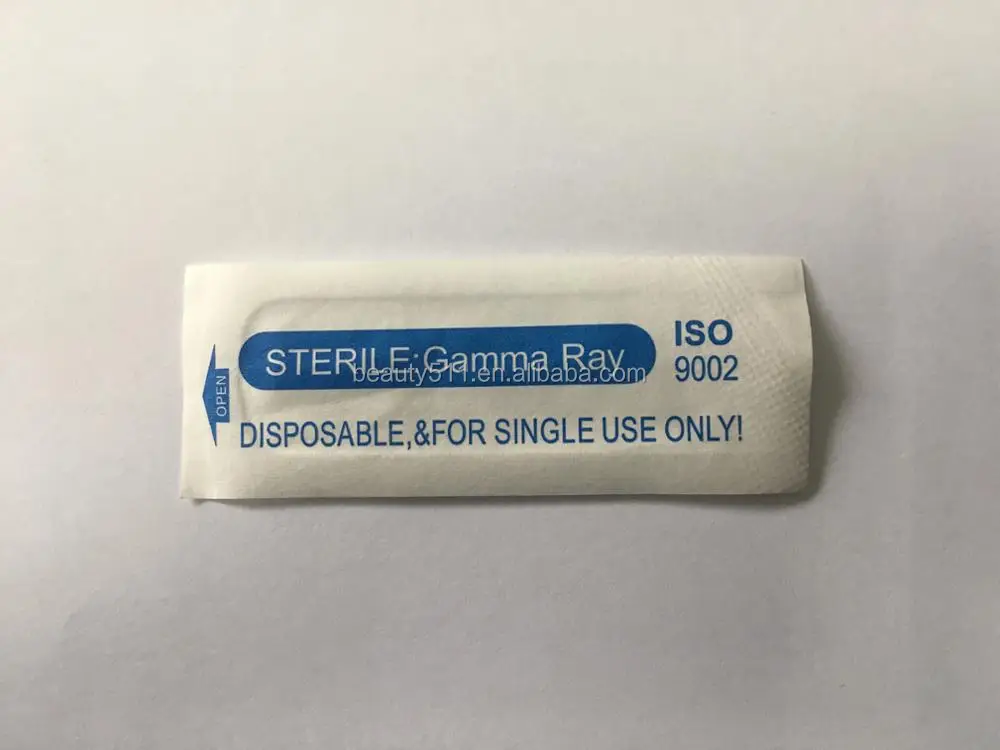 STERILE:Gamma Ray
ISO
9002
beauty511.en.alibaba.com
OPEN
DISPOSABLE,&FOR SINGLE USE ONLY!